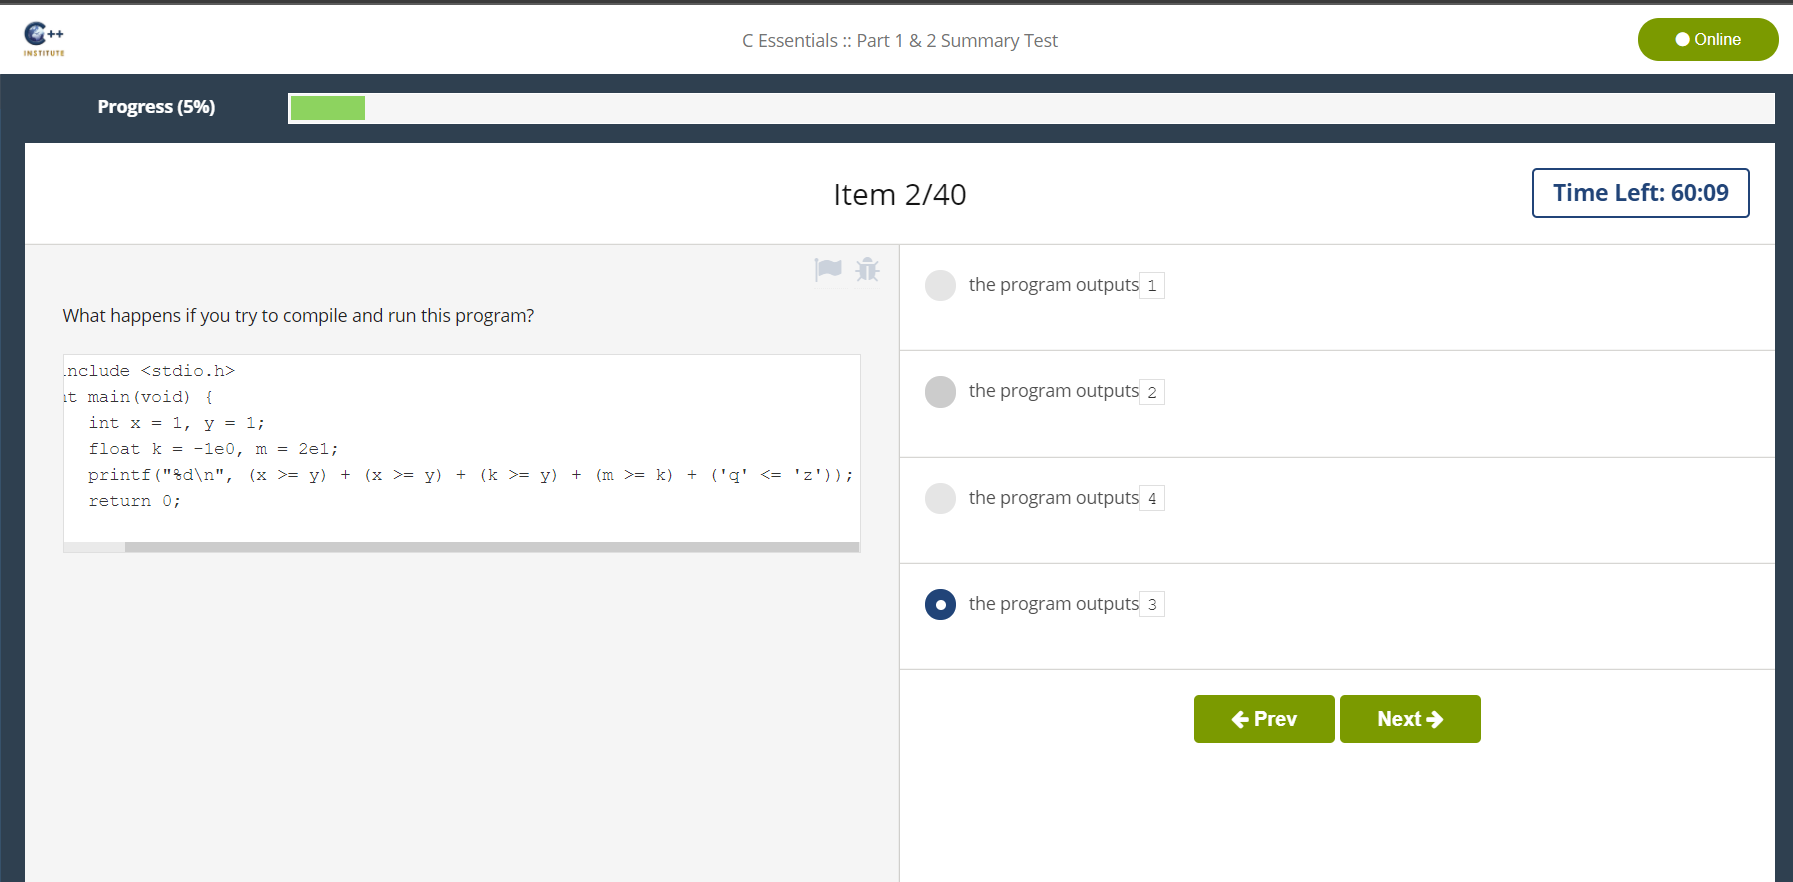 C++
INSTITUTE
C Essentials :: Part 1 & 2 Summary Test
Online
Progress (5%)
Item 2/40
Time Left: 60:09
What happens if you try to compile and run this program?
nclude <stdio.h>
t main(void) {
int x = 1, y = 1;
float k = -1e0, m = 2e1;
printf("%d\n", (x >= y) + (x >= y) + (k >= y) + (m >= k) + ('q' <= 'z'));
return 0;
the program outputs 1
the program outputs 2
the program outputs 4
the program outputs 3
Prev
Next